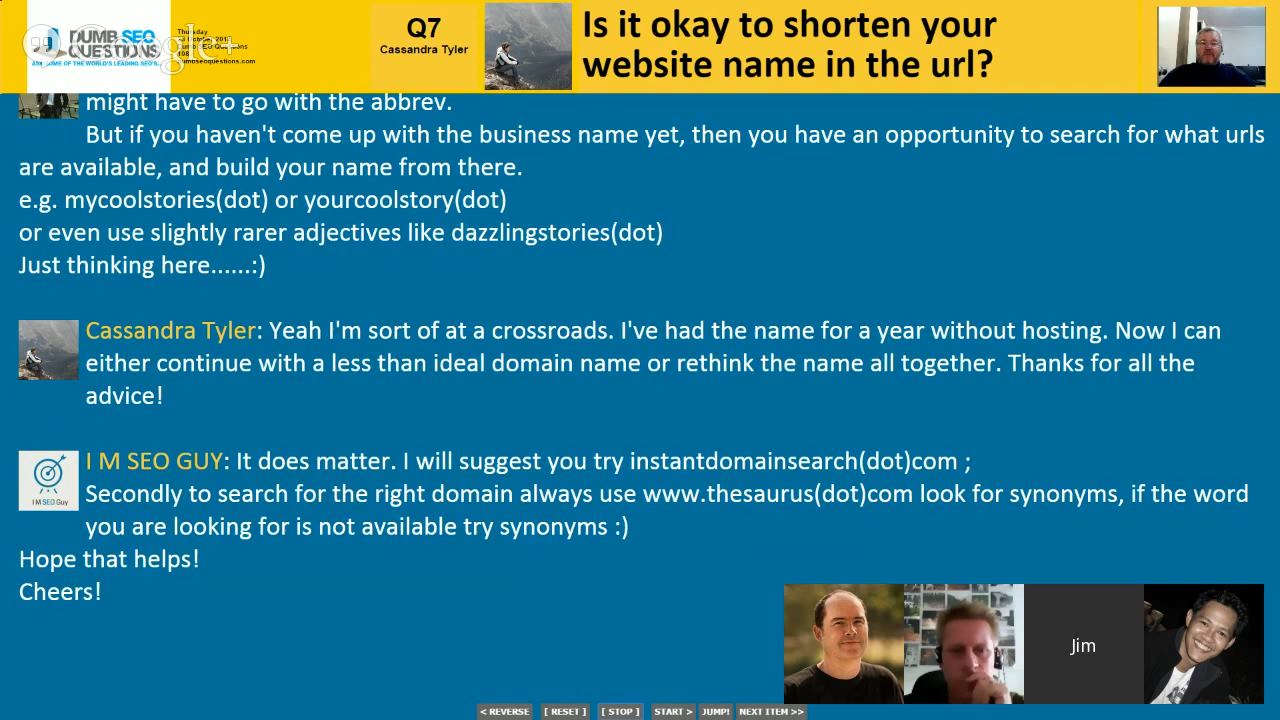 DUMB SEO
QUESTIONS
Thursday
dumbseoquestions.com
Q7
Cassandra Tyler
Is it okay to shorten your
website name in the url?
might have to go with the abbrev.
But if you haven't come up with the business name yet, then you have an opportunity to search for what urls
are available, and build your name from there.
e.g. mycoolstories(dot) or yourcoolstory(dot)
or even use slightly rarer adjectives like dazzlingstories(dot)
Just thinking here......:)
Cassandra Tyler: Yeah I'm sort of at a crossroads. I've had the name for a year without hosting. Now I can
either continue with a less than ideal domain name or rethink the name all together. Thanks for all the
advice!
I M SEO GUY: It does matter. I will suggest you try instantdomainsearch(dot)com ;
Secondly to search for the right domain always use www.thesaurus(dot)com look for synonyms, if the word
you are looking for is not available try synonyms :)
I M SEO Guy
Hope that helps!
Cheers!
Jim
< REVERSE [ RESET ] [ STOP ] START > JUMP! NEXT ITEM >>